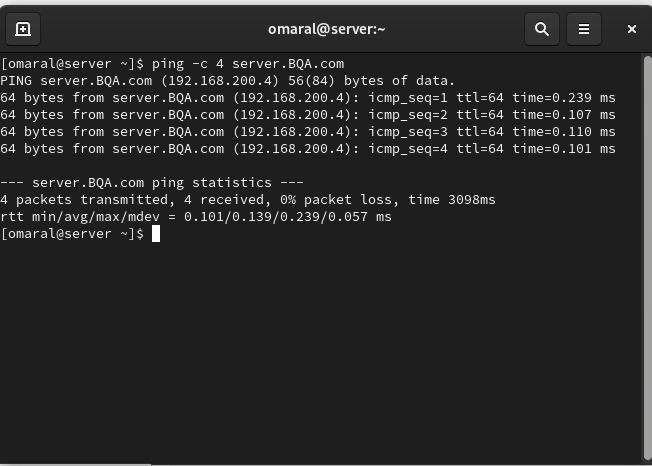 omaral@server:~
[omaral@server ~]$ ping -c 4 server.BQA.com
PING server.BQA.com (192.168.200.4) 56(84) bytes of data.
64 bytes from server.BQA.com (192.168.200.4): icmp_seq=1 ttl=64 time=0.239 ms
64 bytes from server.BQA.com (192.168.200.4): icmp_seq=2 ttl=64 time=0.107 ms
64 bytes from server.BQA.com (192.168.200.4): icmp_seq=3 ttl=64 time=0.110 ms
64 bytes from server.BQA.com (192.168.200.4): icmp_seq=4 ttl=64 time=0.101 ms
--- server.BQA.com ping statistics ---
4 packets transmitted, 4 received, 0% packet loss, time 3098ms
rtt min/avg/max/mdev = 0.101/0.139/0.239/0.057 ms
[omaral@server ~]$